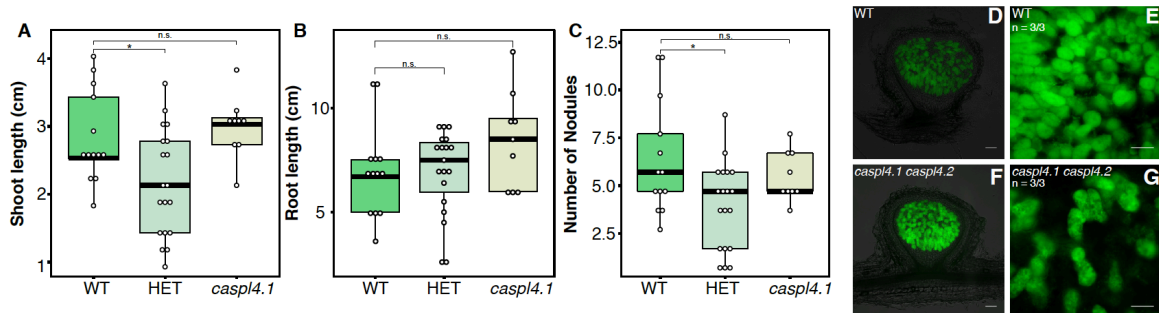 A
Shoot length (cm)
4
3
2
1
n.s.
*
WT
HET
caspl4.1
B
Root length (cm)
10
5
n.s.
n.s.
WT
HET
caspl4.1
C
Number of Nodules
12.5
10.0
7.5
5.0
2.5
n.s.
*
WT
HET
caspl4.1
WT
D
WT
E
n = 3/3
caspl4.1 caspl4.2
F
caspl4.1 caspl4.2
G
n = 3/3